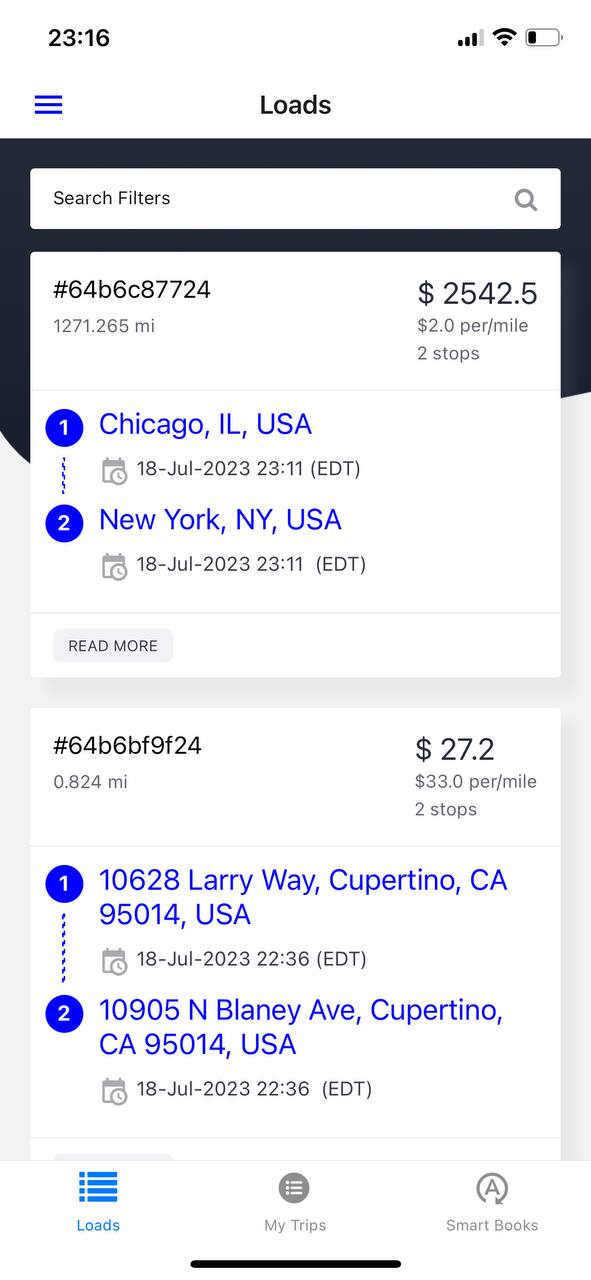 23:16
Loads
Search Filters
#64b6c87724
$ 2542.5
1271.265 mi
$2.0 per/mile
2 stops
1
Chicago, IL, USA
18-Jul-2023 23:11 (EDT)
2
New York, NY, USA
18-Jul-2023 23:11 (EDT)
READ MORE
#64b6bf9f24
$ 27.2
0.824 mi
$33.0 per/mile
2 stops
1
10628 Larry Way, Cupertino, CA
95014, USA
18-Jul-2023 22:36 (EDT)
2
10905 N Blaney Ave, Cupertino,
CA 95014, USA
18-Jul-2023 22:36 (EDT)
Loads
My Trips
A
Smart Books